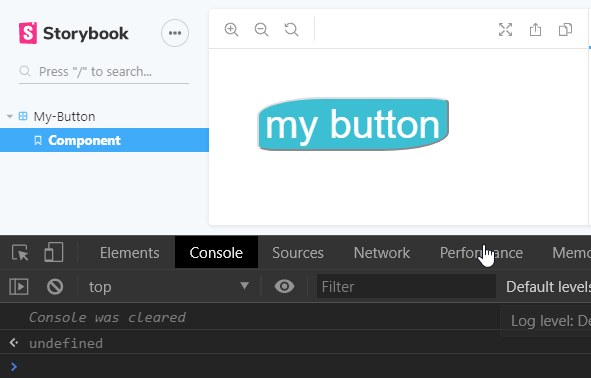 Storybook
Press "/" to search...
My-Button
Component
my button
Elements Console Sources Network Performance Memo
top Filter Default levels
Console was cleared
Log level: De
undefined